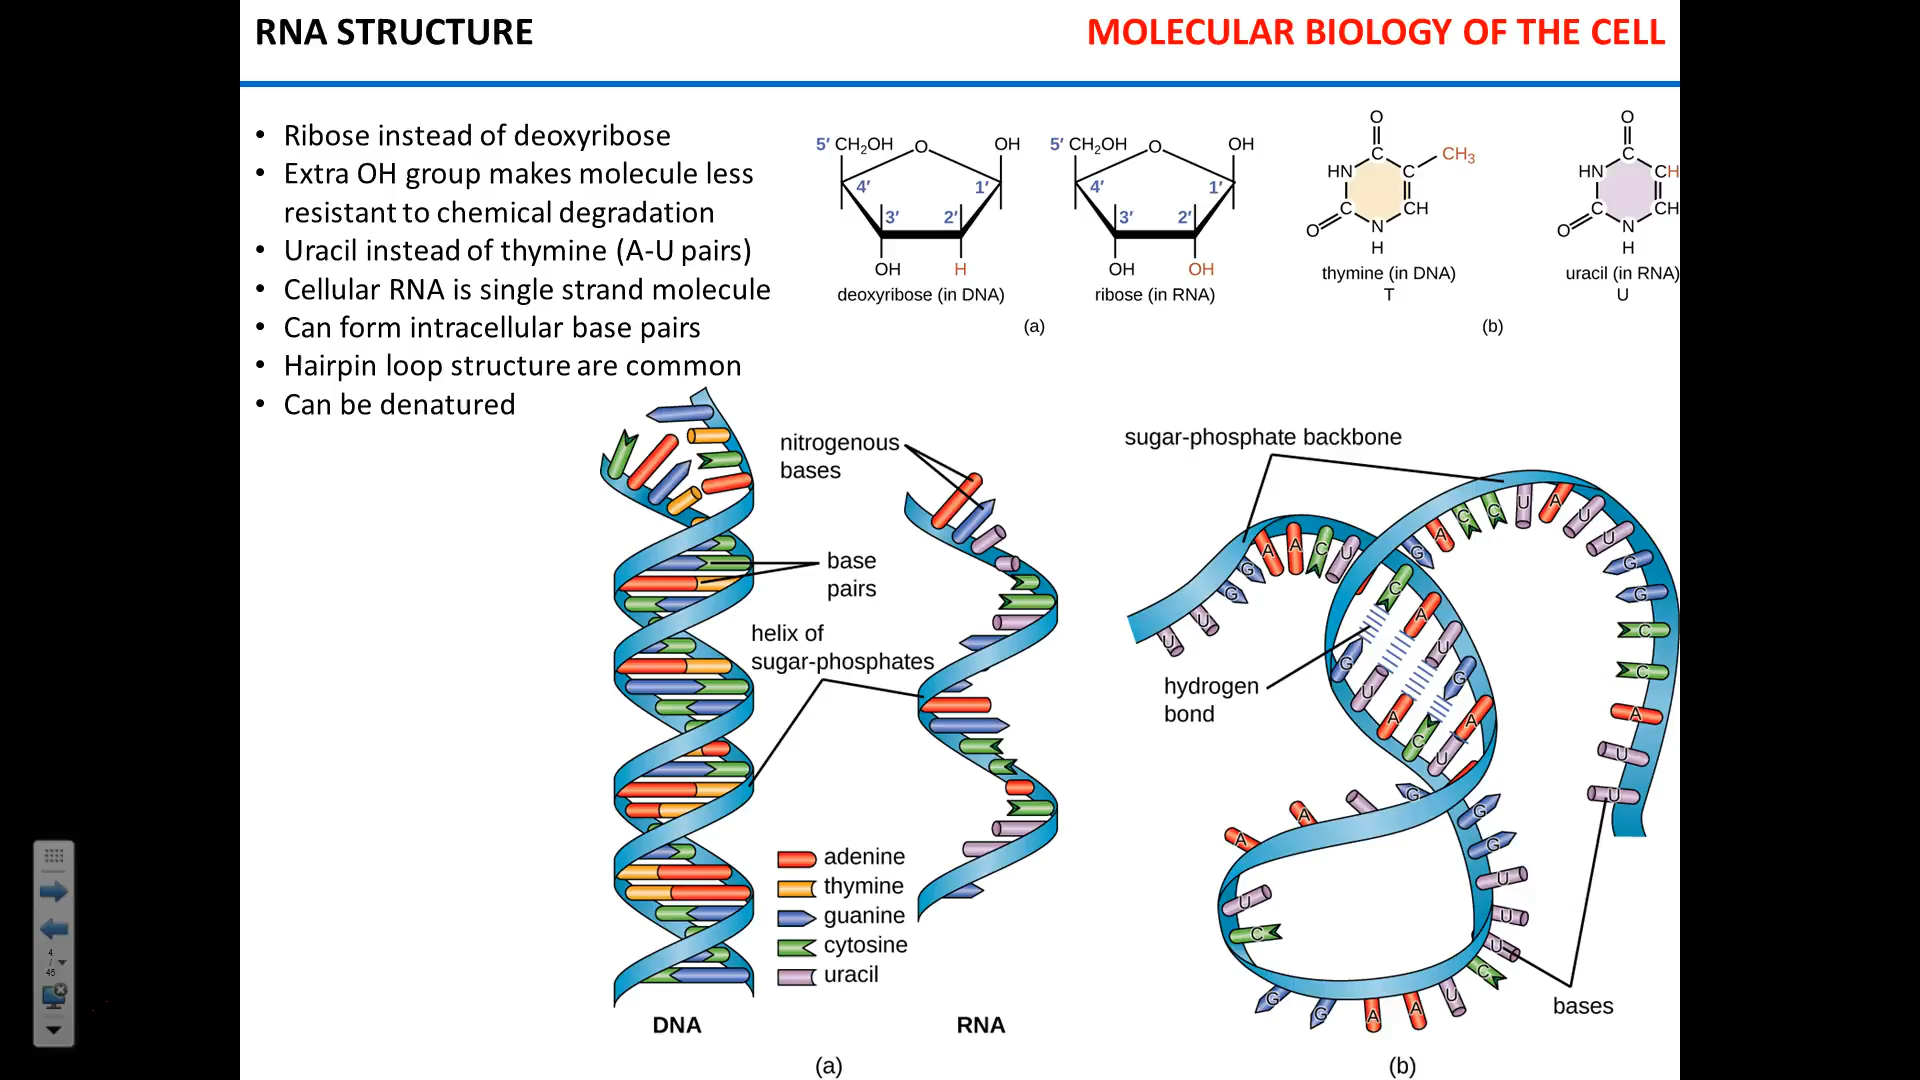 RNA STRUCTURE
MOLECULAR BIOLOGY OF THE CELL
• Ribose instead of deoxyribose
• Extra OH group makes molecule less
resistant to chemical degradation
• Uracil instead of thymine (A-U pairs)
• Cellular RNA is single strand molecule
• Can form intracellular base pairs
• Hairpin loop structure are common
• Can be denatured
5′ CH₂OH O OH
4′ 1′
3′ 2′
OH H
deoxyribose (in DNA)
5′ CH₂OH O OH
4′ 1′
3′ 2′
OH OH
ribose (in RNA)
(a)
O
C CH₃
HN C
C CH
O N
H
thymine (in DNA)
T
O
C
HN CH
C CH
O N
H
uracil (in RNA)
U
(b)
nitrogenous
bases
base
pairs
helix of
sugar-phosphates
adenine
thymine
guanine
cytosine
uracil
DNA
RNA
(a)
sugar-phosphate backbone
U U G G A A C U
G A C C U A U U G G C C A U U
C A U G A
G U A C U
hydrogen
bond
G A A U C G G A A U C U U U G G
bases
(b)
4
/
45